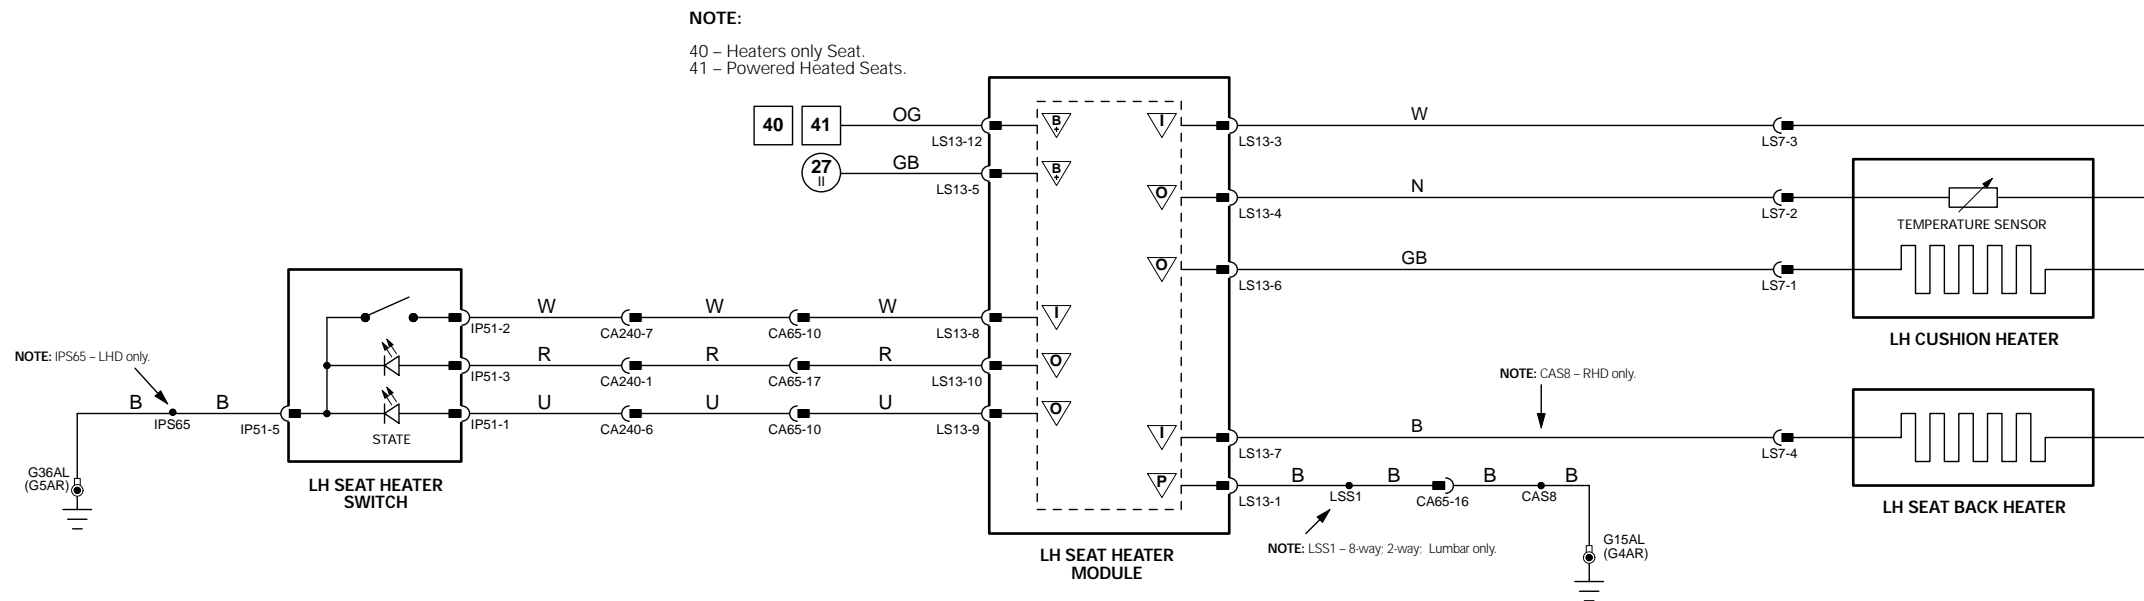 NOTE:
40 – Heaters only Seat.
41 – Powered Heated Seats.
40 41 OG LS13-12 B+ I LS13-3 W LS7-3
27 II GB LS13-5 B+
O LS13-4 N LS7-2
TEMPERATURE SENSOR
O LS13-6 GB LS7-1
LH CUSHION HEATER
IP51-2 W CA240-7 W CA65-10 W LS13-8 I
NOTE: IPS65 – LHD only.
IP51-3 R CA240-1 R CA65-17 R LS13-10 O
NOTE: CAS8 – RHD only.
B IPS65 B IP51-5
STATE
IP51-1 U CA240-6 U CA65-10 U LS13-9 O
I LS13-7 B LS7-4
G36AL
(G5AR)
LH SEAT HEATER
SWITCH
P LS13-1 B LSS1 B CA65-16 B CAS8 B
LH SEAT BACK HEATER
NOTE: LSS1 – 8-way; 2-way; Lumbar only.
G15AL
(G4AR)
LH SEAT HEATER
MODULE